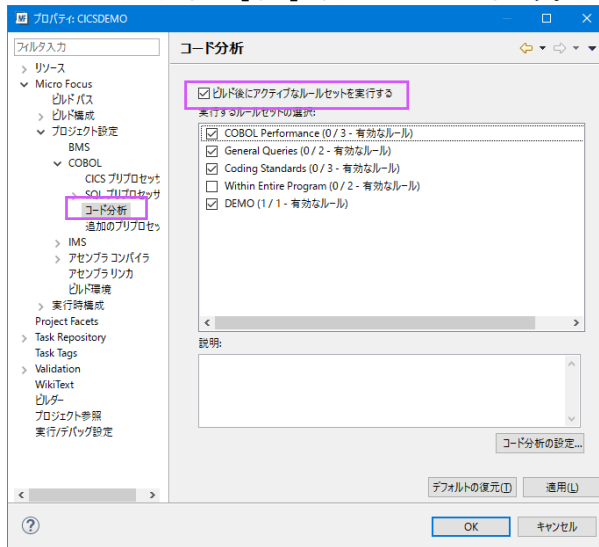 プロパティ: CICSDEMO
フィルタ入力
コード分析
リソース
Micro Focus
ビルド パス
ビルド構成
プロジェクト設定
BMS
COBOL
CICS プリプロセッサ
SQL プリプロセッサ
コード分析
追加のプリプロセッ
IMS
アセンブラ コンパイラ
アセンブラ リンカ
ビルド環境
実行時構成
Project Facets
Task Repository
Task Tags
Validation
WikiText
ビルダー
プロジェクト参照
実行/デバッグ設定
ビルド後にアクティブなルールセットを実行する
実行するルールセットの選択:
COBOL Performance (0 / 3 - 有効なルール)
General Queries (0 / 2 - 有効なルール)
Coding Standards (0 / 3 - 有効なルール)
Within Entire Program (0 / 2 - 有効なルール)
DEMO (1 / 1 - 有効なルール)
説明:
コード分析の設定...
デフォルトの復元(T)
適用(L)
OK
キャンセル